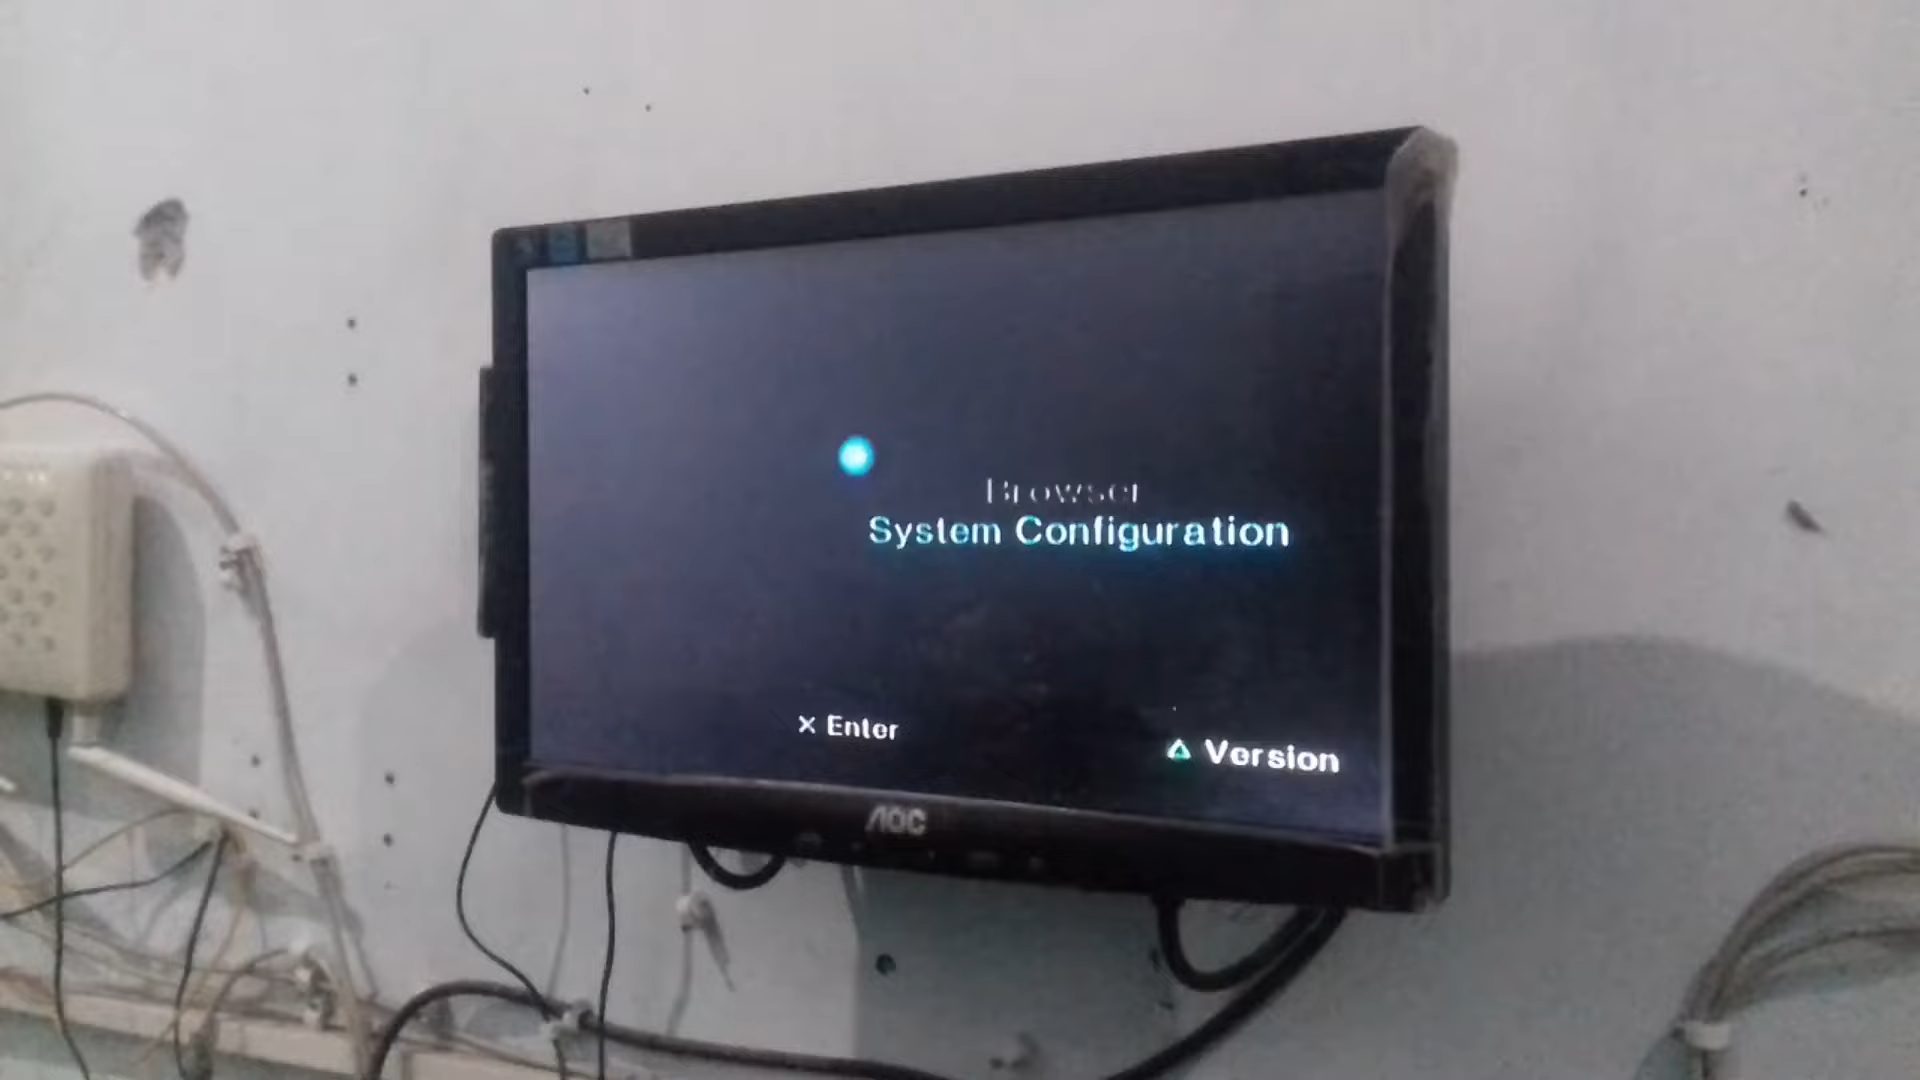 Browser
System Configuration
X Enter
△ Version
AOC